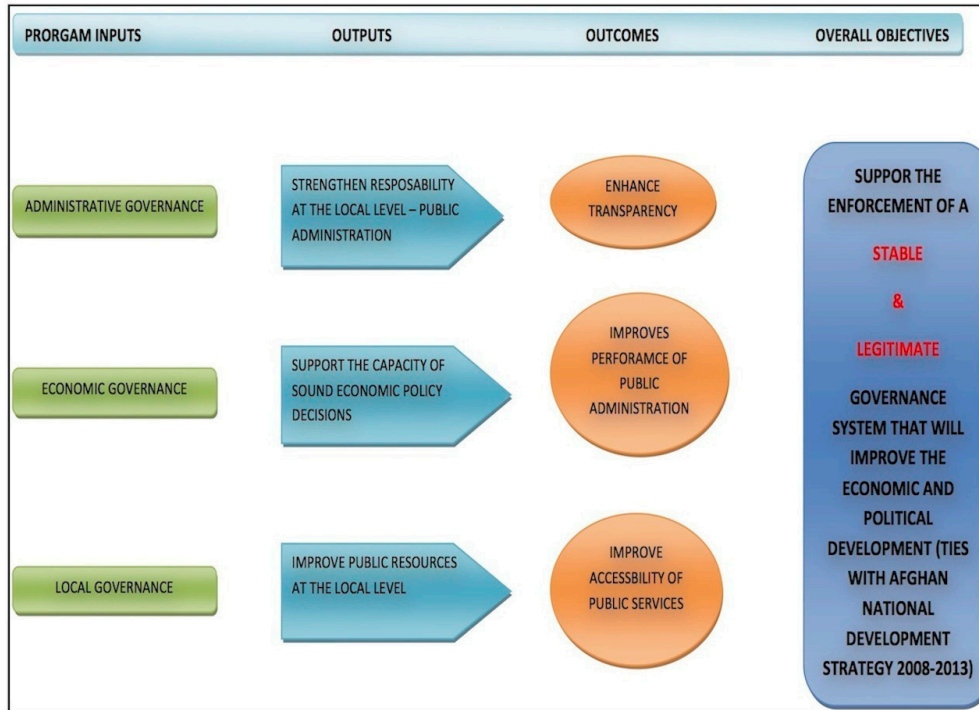 PRORGAM INPUTS
OUTPUTS
OUTCOMES
OVERALL OBJECTIVES
ADMINISTRATIVE GOVERNANCE
STRENGTHEN RESPOSABILITY
AT THE LOCAL LEVEL – PUBLIC
ADMINISTRATION
ENHANCE
TRANSPARENCY
ECONOMIC GOVERNANCE
SUPPORT THE CAPACITY OF
SOUND ECONOMIC POLICY
DECISIONS
IMPROVES
PERFORAMCE OF
PUBLIC
ADMINISTRATION
LOCAL GOVERNANCE
IMPROVE PUBLIC RESOURCES
AT THE LOCAL LEVEL
IMPROVE
ACCESSBILITY OF
PUBLIC SERVICES
SUPPOR THE
ENFORCEMENT OF A
STABLE
&
LEGITIMATE
GOVERNANCE
SYSTEM THAT WILL
IMPROVE THE
ECONOMIC AND
POLITICAL
DEVELOPMENT (TIES
WITH AFGHAN
NATIONAL
DEVELOPMENT
STRATEGY 2008-2013)